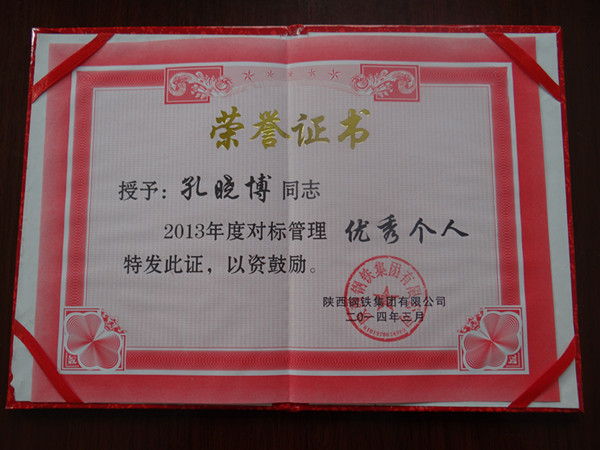 荣誉证书
授予：孔晓博 同志
2013年度对标管理 优秀个人
特发此证，以资鼓励。
陕西钢铁集团有限公司
二〇一四年三月